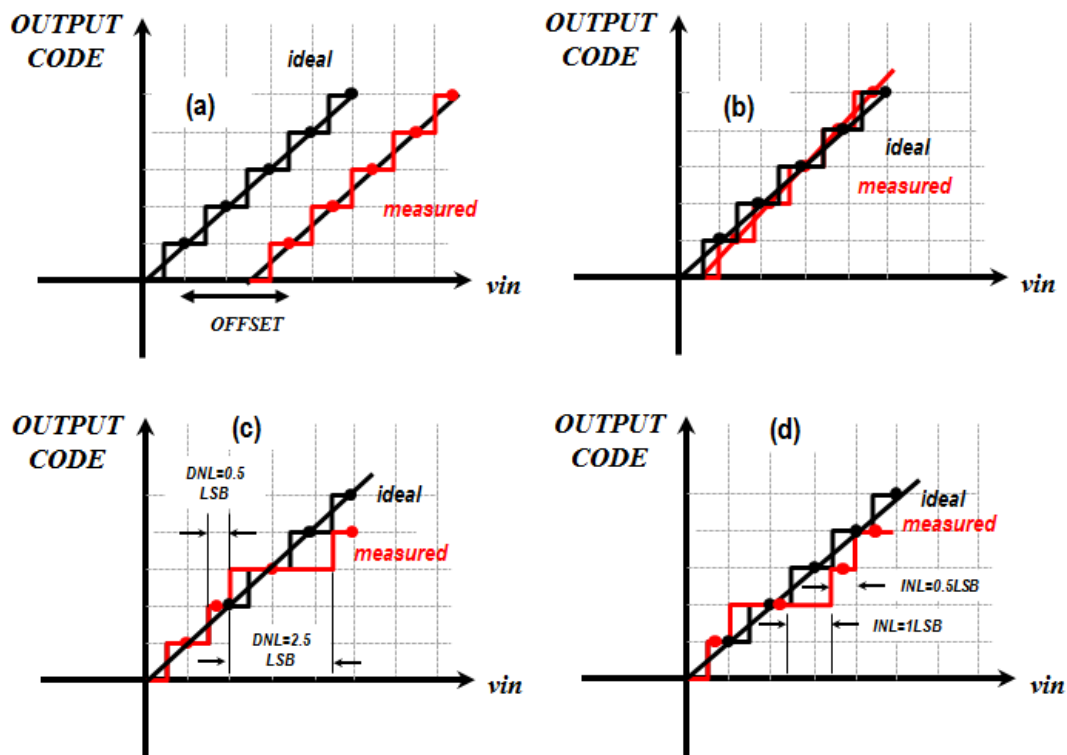 OUTPUT
CODE
(a)
ideal
measured
vin
OFFSET
OUTPUT
CODE
(b)
ideal
measured
vin
OUTPUT
CODE
(c)
DNL=0.5
LSB
ideal
measured
DNL=2.5
LSB
vin
OUTPUT
CODE
(d)
ideal
measured
INL=0.5LSB
INL=1LSB
vin